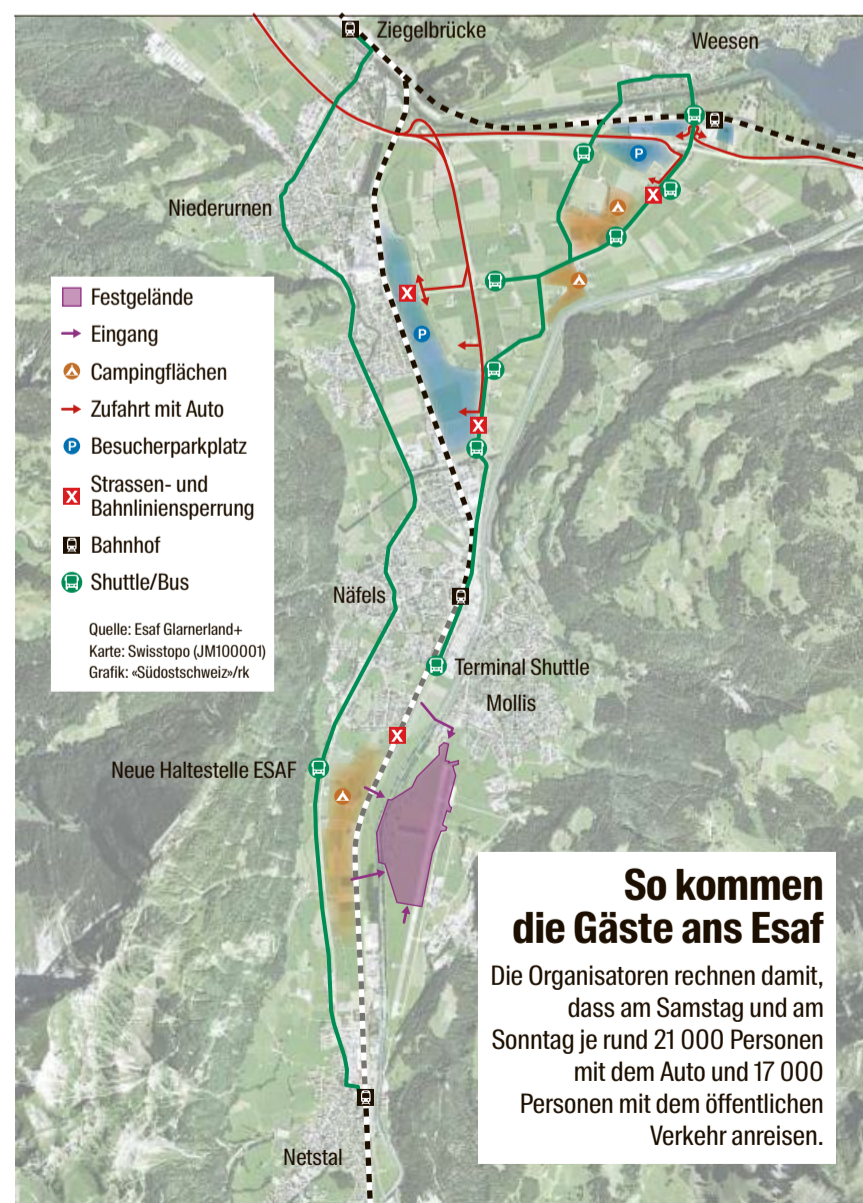 Ziegelbrücke
Weesen
Niederurnen
Festgelände
Eingang
Campingflächen
Zufahrt mit Auto
P Besucherparkplatz
X Strassen- und
Bahnliniensperrung
Bahnhof
Shuttle/Bus
Quelle: Esaf Glarnerland+
Karte: Swisstopo (JM100001)
Grafik: «Südostschweiz»/rk
P
X
X
P
X
Näfels
Terminal Shuttle
Mollis
X
Neue Haltestelle ESAF
So kommen
die Gäste ans Esaf
Die Organisatoren rechnen damit,
dass am Samstag und am
Sonntag je rund 21 000 Personen
mit dem Auto und 17 000
Personen mit dem öffentlichen
Verkehr anreisen.
Netstal